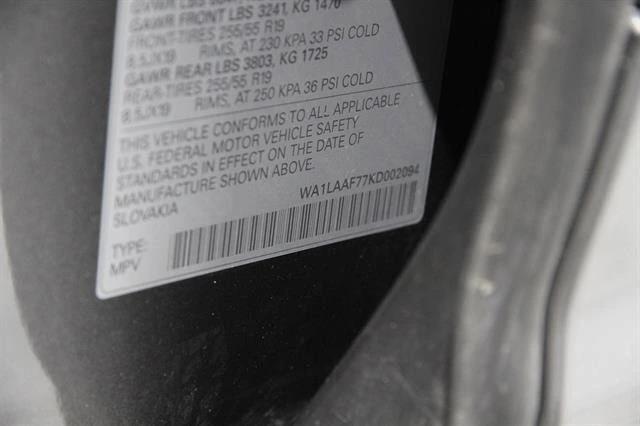 GAWR FRONT LBS 3241, KG 1470
FRONT-TIRES 255/55 R19
8,5JX19 RIMS, AT 230 KPA 33 PSI COLD
GAWR REAR LBS 3803, KG 1725
REAR-TIRES 255/55 R19
8,5JX19 RIMS, AT 250 KPA 36 PSI COLD
THIS VEHICLE CONFORMS TO ALL APPLICABLE
U.S. FEDERAL MOTOR VEHICLE SAFETY
STANDARDS IN EFFECT ON THE DATE OF
MANUFACTURE SHOWN ABOVE.
SLOVAKIA
WA1LAAF77KD002094
TYPE:
MPV